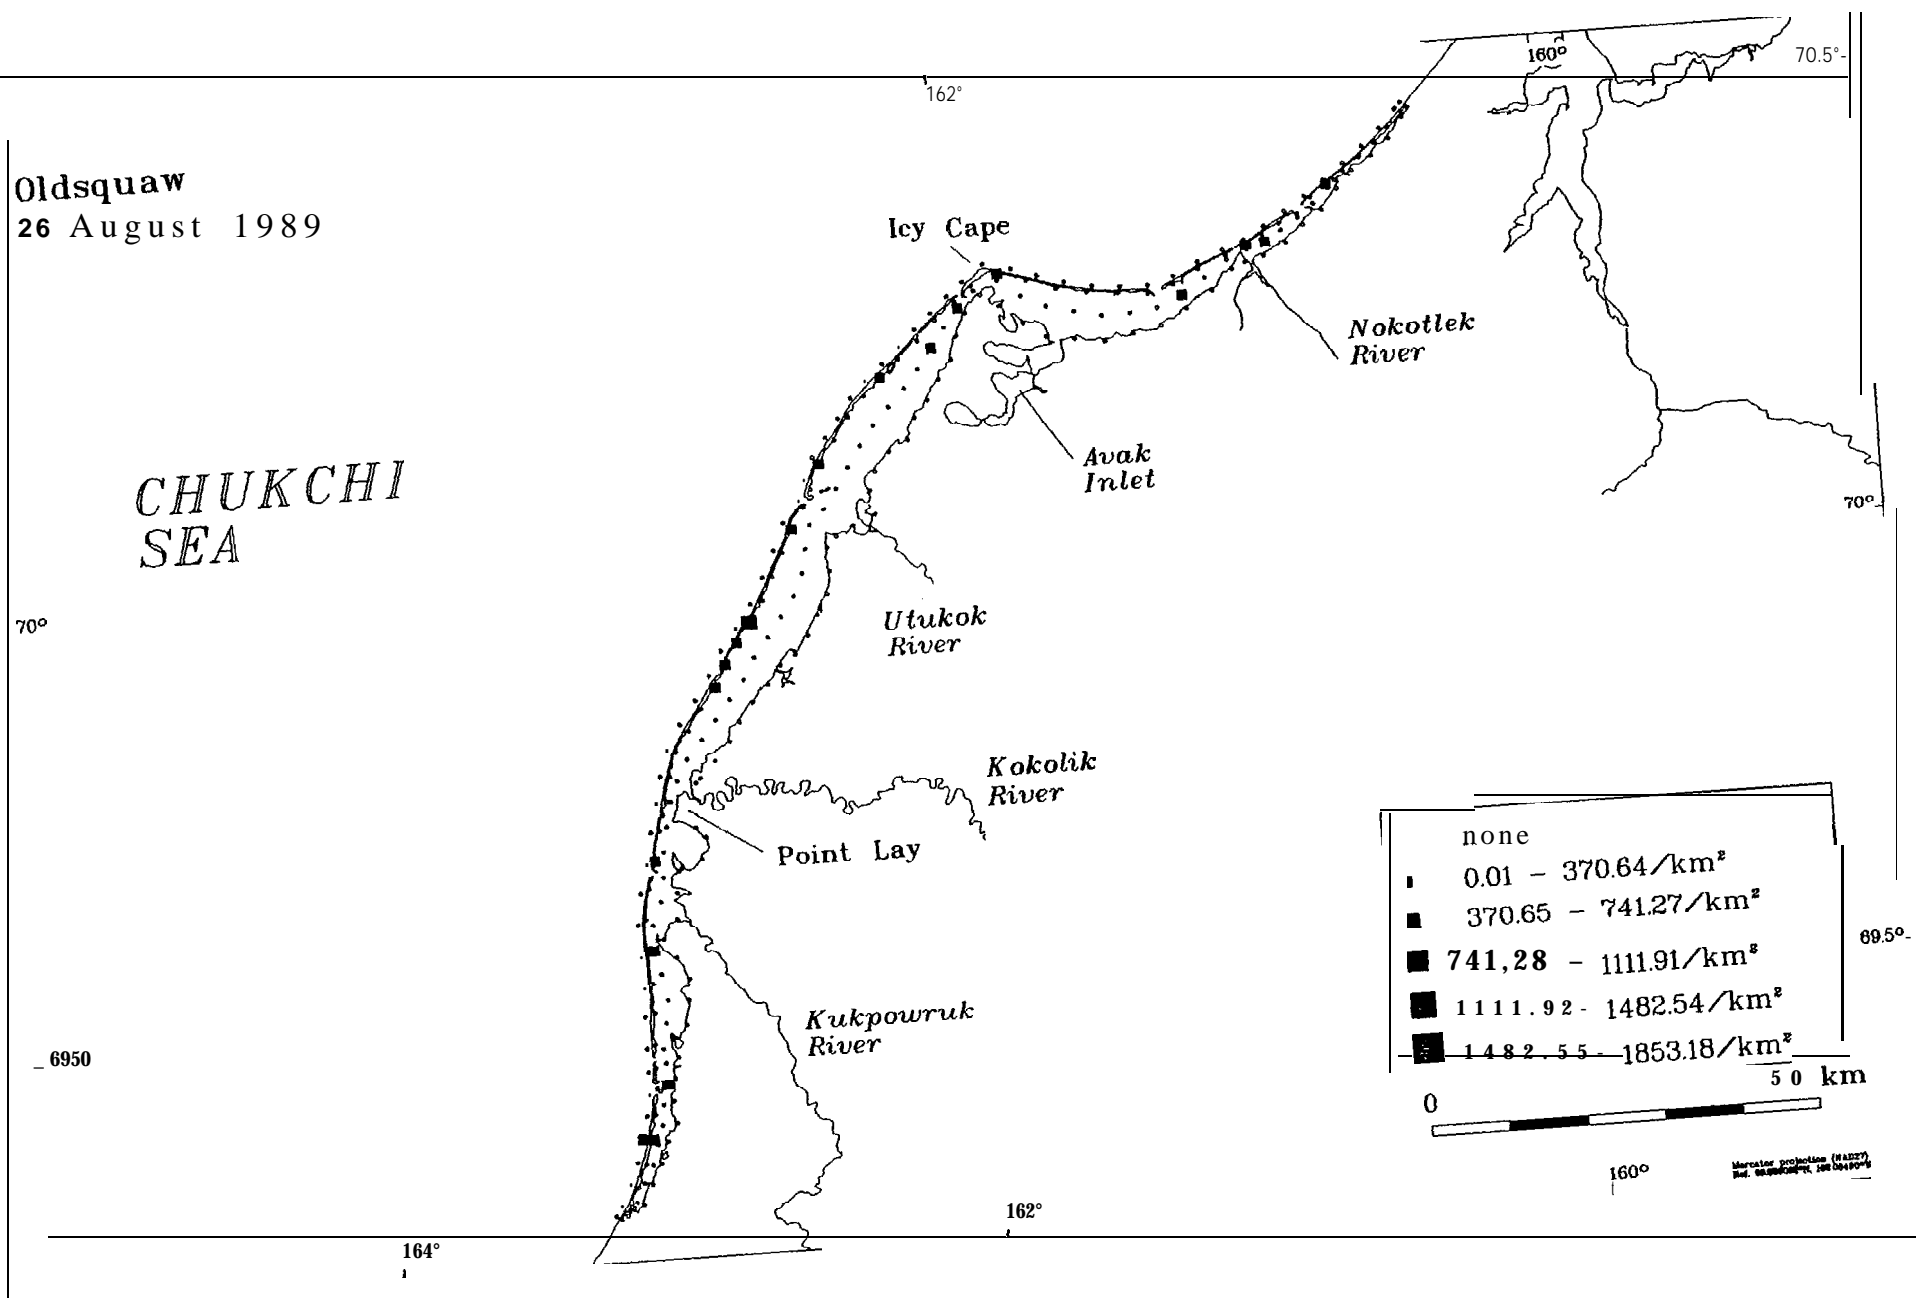 160°
70.5°-
162°
Oldsquaw
26 August 1989
Icy Cape
Nokotlek
River
Avak
Inlet
CHUKCHI
SEA
70°
Utukok
River
70°
Kokolik
River
Point Lay
none
0.01 - 370.64/km²
370.65 - 741.27/km²
741,28 - 1111.91/km²
1111.92- 1482.54/km²
1482.55- 1853.18/km²
69.5°-
Kukpowruk
River
_ 6950
0 50 km
160°
Mercator projection (NAD27)
162°
164°